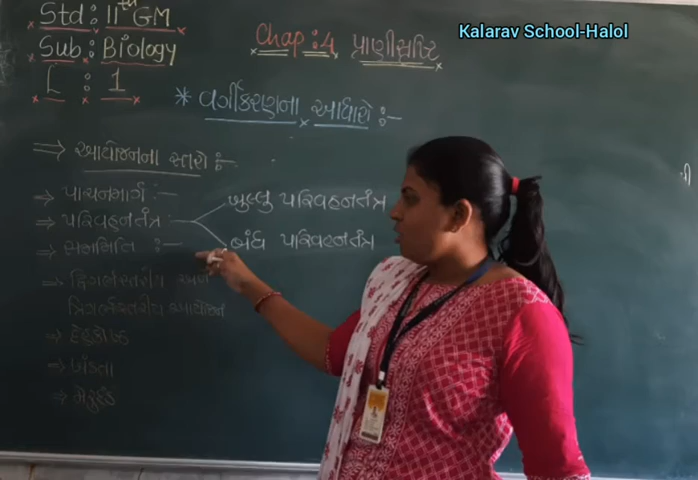 Kalarav School-Halol
Std : 11th GM
Sub : Biology
L : 1
Chap : 4 પ્રાણીસૃષ્ટિ
* વર્ગીકરણના આધારો :-
⇒ આયોજનના સ્તરો :-
→ પાચનમાર્ગ :-
→ પરિવહનતંત્ર :-
ખુલ્લુ પરિવહનતંત્ર
બંધ પરિવહનતંત્ર
→ સમમિતિ :-
→ દ્વિગર્ભસ્તરીય અને
ત્રિગર્ભસ્તરીય આયોજન
→ દેહકોષ્ઠ
→ ખંડતા
→ મેરુદંડ